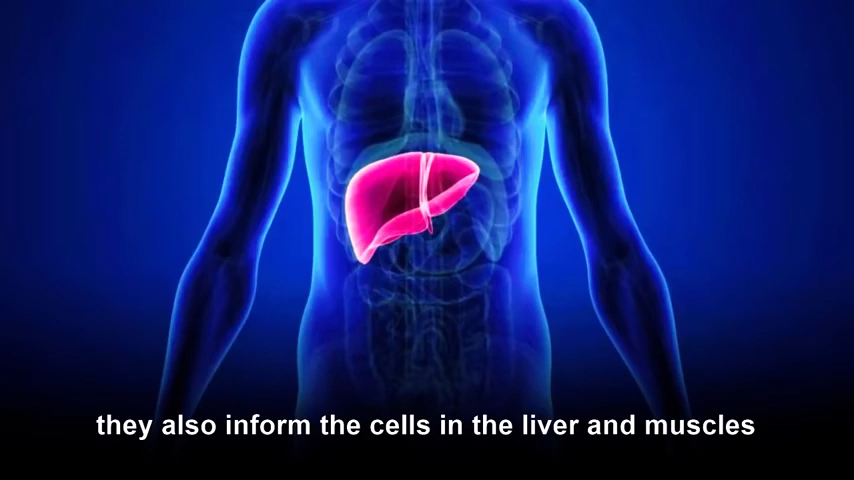 they also inform the cells in the liver and muscles